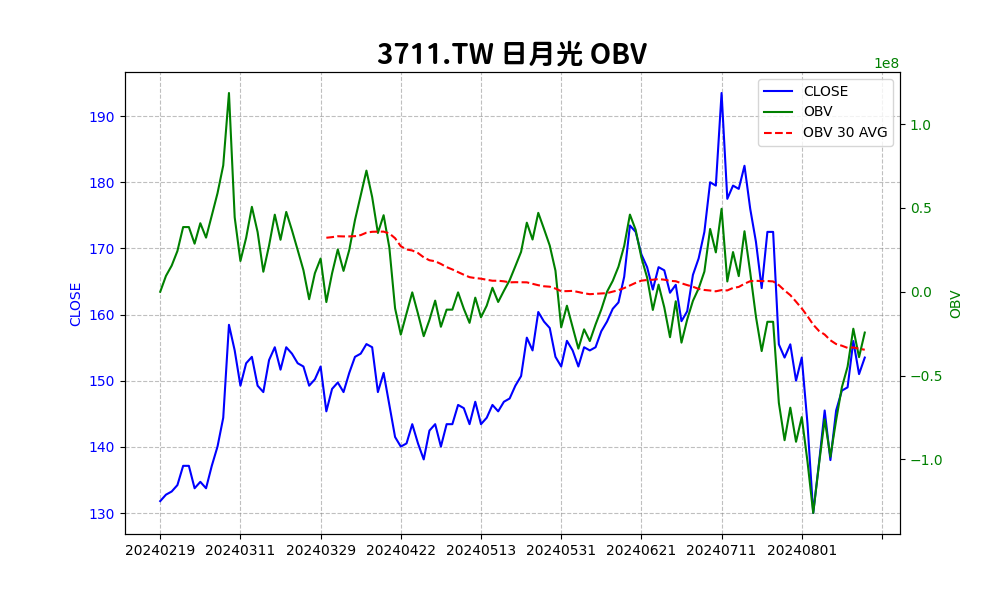 3711.TW 日月光 OBV
1e8
CLOSE
OBV
OBV 30 AVG
190
180
170
160
150
140
130
CLOSE
1.0
0.5
0.0
−0.5
−1.0
OBV
20240219 20240311 20240329 20240422 20240513 20240531 20240621 20240711 20240801